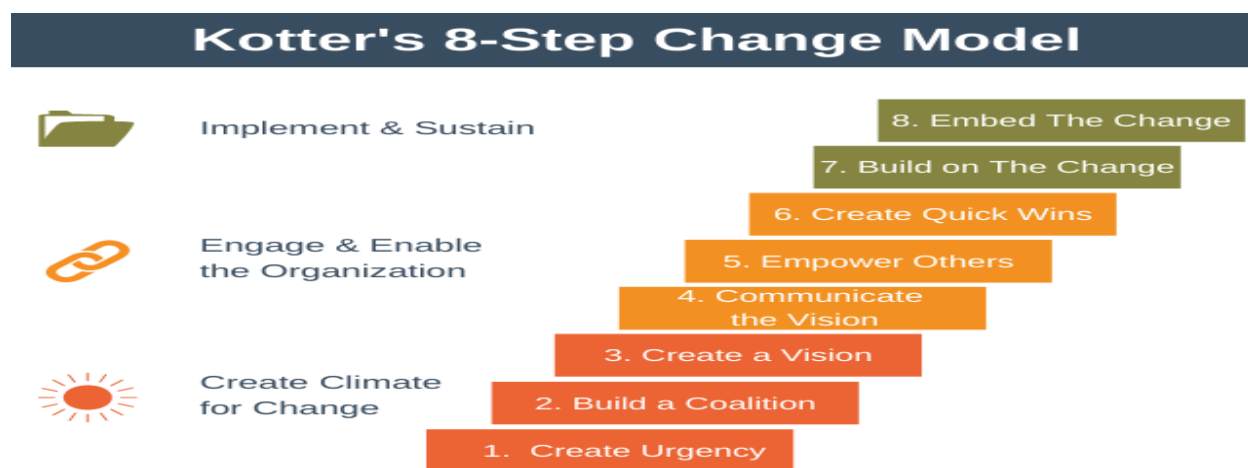 Kotter's 8-Step Change Model
Implement & Sustain
8. Embed The Change
7. Build on The Change
6. Create Quick Wins
Engage & Enable
the Organization
5. Empower Others
4. Communicate
the Vision
3. Create a Vision
Create Climate
for Change
2. Build a Coalition
1. Create Urgency